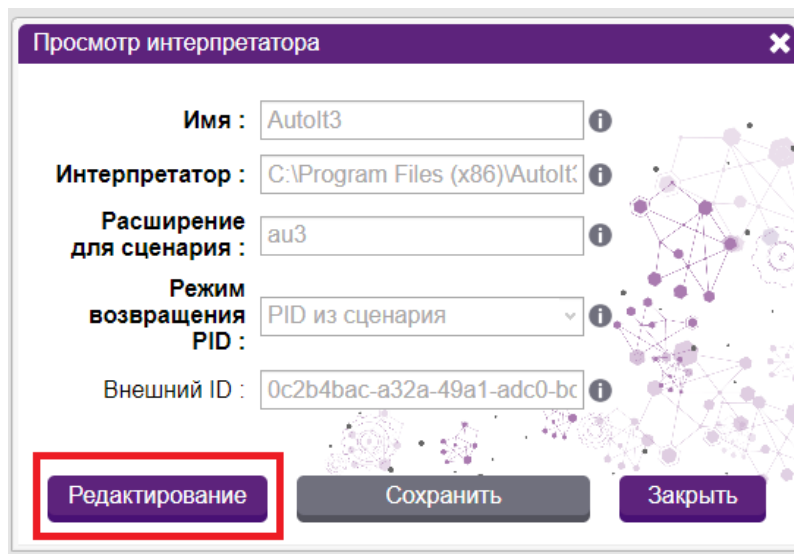 Просмотр интерпретатора
Имя : AutoIt3
Интерпретатор : C:\Program Files (x86)\AutoIt3
Расширение
для сценария : au3
Режим
возвращения PID из сценария
PID :
Внешний ID : 0c2b4bac-a32a-49a1-adc0-bc
Редактирование Сохранить Закрыть